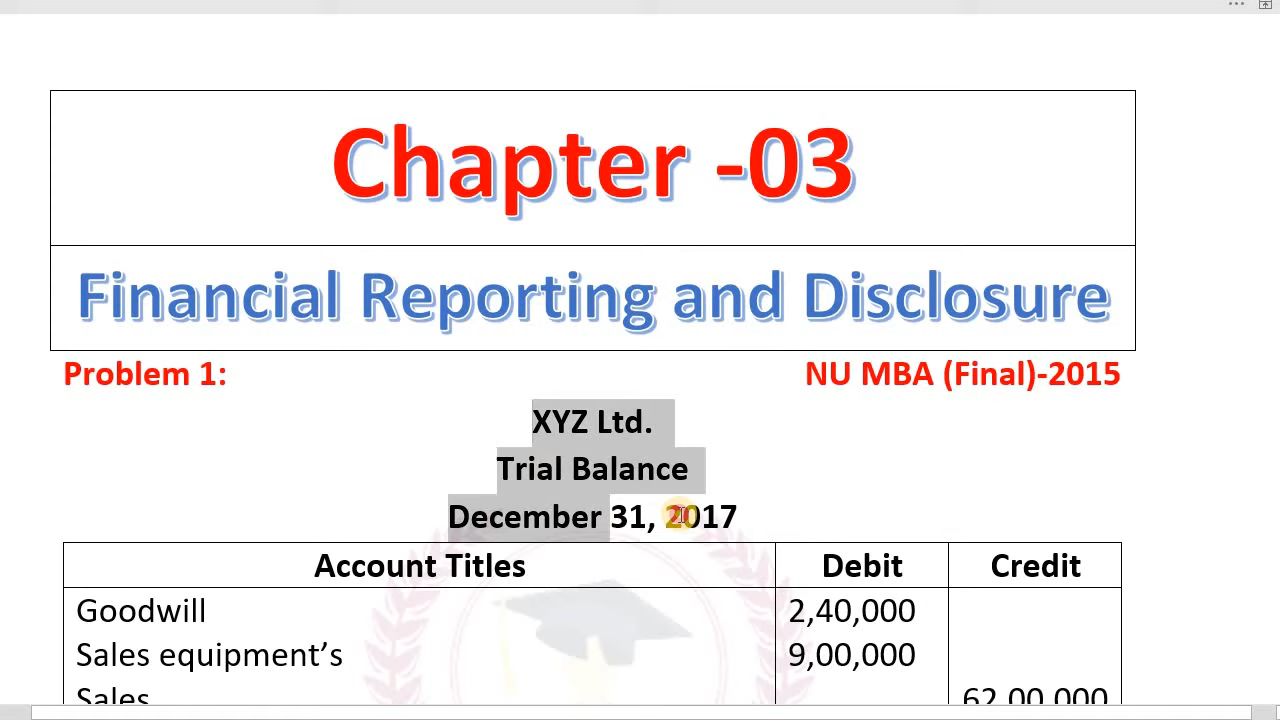 Chapter -03
Financial Reporting and Disclosure
Problem 1: NU MBA (Final)-2015
XYZ Ltd.
Trial Balance
December 31, 2017
Account Titles Debit Credit
Goodwill 2,40,000
Sales equipment’s 9,00,000
Sales 62,00,000